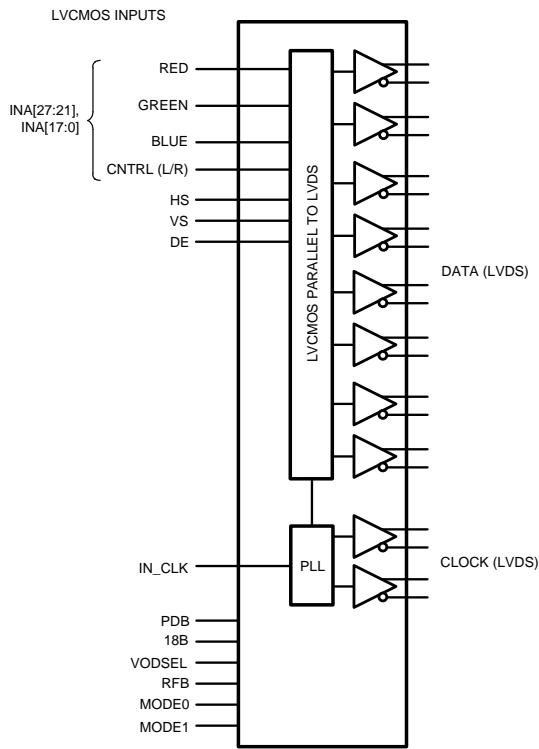 LVCMOS INPUTS
INA[27:21],
INA[17:0]
RED
GREEN
BLUE
CNTRL (L/R)
HS
VS
DE
LVCMOS PARALLEL TO LVDS
DATA (LVDS)
IN_CLK
PLL
CLOCK (LVDS)
PDB
18B
VODSEL
RFB
MODE0
MODE1